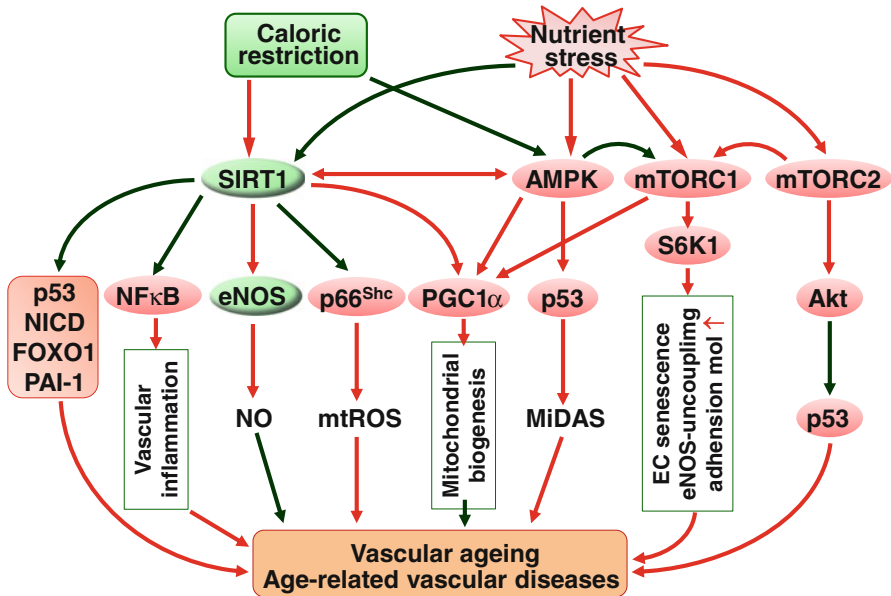 Caloric
restriction
Nutrient
stress
SIRT1
AMPK
mTORC1
mTORC2
S6K1
p53
NICD
FOXO1
PAI-1
NFκB
eNOS
p66Shc
PGC1α
p53
Akt
Vascular
inflammation
NO
mtROS
Mitochondrial
biogenesis
MiDAS
EC senescence
eNOS-uncouplimg
adhension mol ↑
p53
Vascular ageing
Age-related vascular diseases